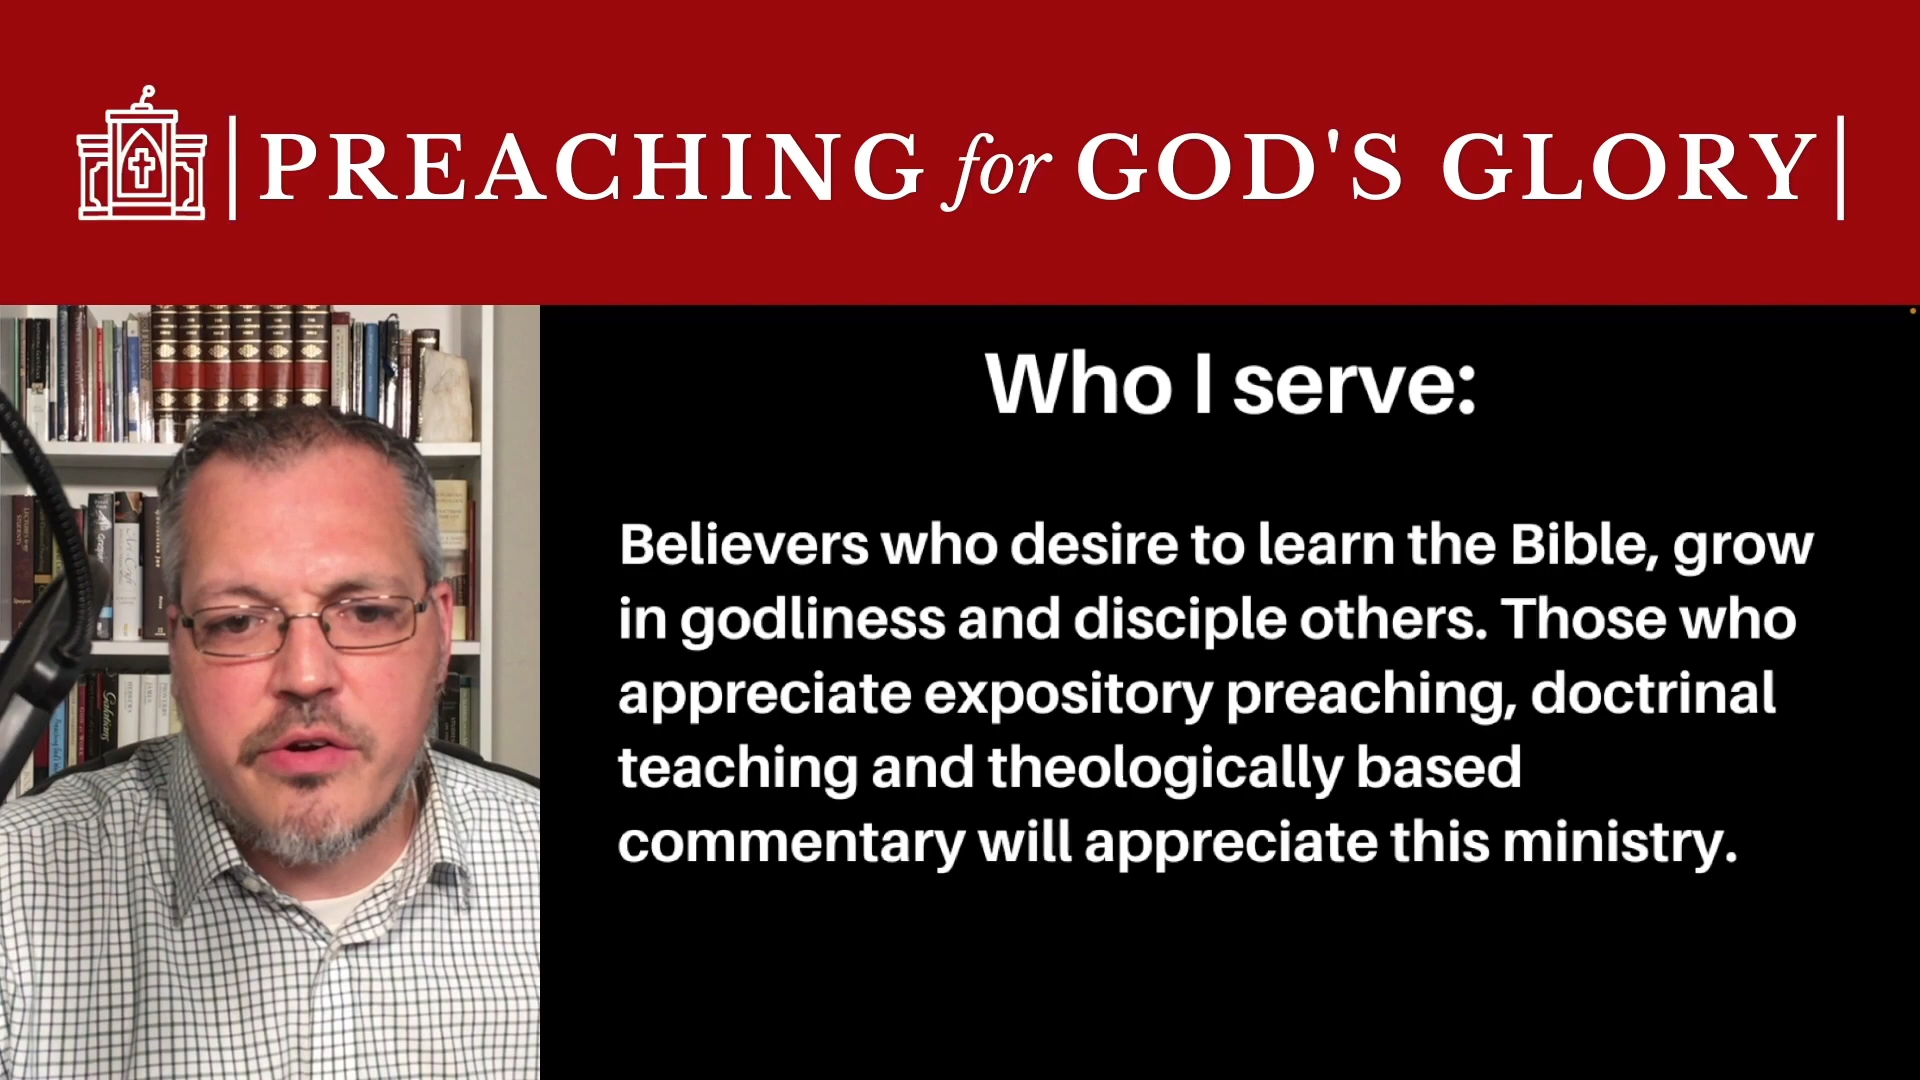 PREACHING for GOD'S GLORY
Who I serve:
Believers who desire to learn the Bible, grow
in godliness and disciple others. Those who
appreciate expository preaching, doctrinal
teaching and theologically based
commentary will appreciate this ministry.
Galatians